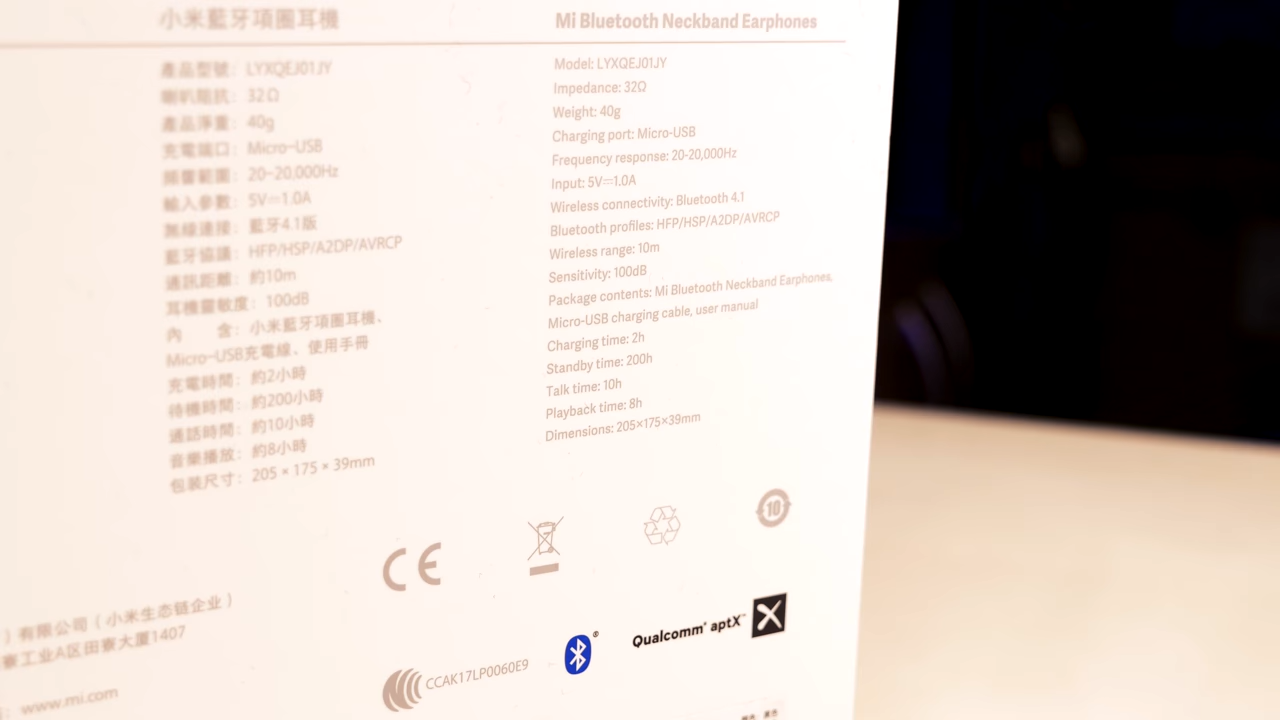 小米藍牙項圈耳機
產品型號：LYXQEJ01JY
喇叭阻抗：32Ω
產品淨重：40g
充電端口：Micro-USB
頻響範圍：20-20,000Hz
輸入參數：5V⎓1.0A
無線連接：藍牙4.1版
藍牙協議：HFP/HSP/A2DP/AVRCP
通訊距離：約10m
耳機靈敏度：100dB
內 含：小米藍牙項圈耳機、
Micro-USB充電線、使用手冊
充電時間：約2小時
待機時間：約200小時
通話時間：約10小時
音樂播放：約8小時
包裝尺寸：205 × 175 × 39mm
Mi Bluetooth Neckband Earphones
Model: LYXQEJ01JY
Impedance: 32Ω
Weight: 40g
Charging port: Micro-USB
Frequency response: 20-20,000Hz
Input: 5V⎓1.0A
Wireless connectivity: Bluetooth 4.1
Bluetooth profiles: HFP/HSP/A2DP/AVRCP
Wireless range: 10m
Sensitivity: 100dB
Package contents: Mi Bluetooth Neckband Earphones,
Micro-USB charging cable, user manual
Charging time: 2h
Standby time: 200h
Talk time: 10h
Playback time: 8h
Dimensions: 205×175×39mm
CE
10
）有限公司（小米生态链企业）
寮工业A区田寮大厦1407
www.mi.com
CCAK17LP0060E9
Qualcomm® aptX™